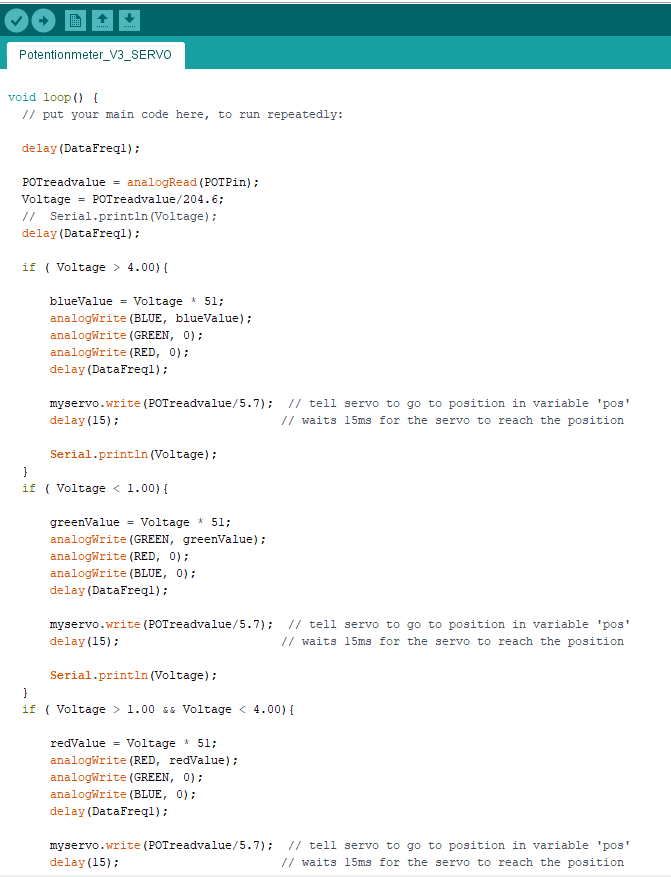 Potentionmeter_V3_SERVO
void loop() {
// put your main code here, to run repeatedly:
delay(DataFreq1);
POTreadvalue = analogRead(POTPin);
Voltage = POTreadvalue/204.6;
//  Serial.println(Voltage);
delay(DataFreq1);
if ( Voltage > 4.00){
blueValue = Voltage * 51;
analogWrite(BLUE, blueValue);
analogWrite(GREEN, 0);
analogWrite(RED, 0);
delay(DataFreq1);
myservo.write(POTreadvalue/5.7);  // tell servo to go to position in variable 'pos'
delay(15);                       // waits 15ms for the servo to reach the position
Serial.println(Voltage);
}
if ( Voltage < 1.00){
greenValue = Voltage * 51;
analogWrite(GREEN, greenValue);
analogWrite(RED, 0);
analogWrite(BLUE, 0);
delay(DataFreq1);
myservo.write(POTreadvalue/5.7);  // tell servo to go to position in variable 'pos'
delay(15);                       // waits 15ms for the servo to reach the position
Serial.println(Voltage);
}
if ( Voltage > 1.00 && Voltage < 4.00){
redValue = Voltage * 51;
analogWrite(RED, redValue);
analogWrite(GREEN, 0);
analogWrite(BLUE, 0);
delay(DataFreq1);
myservo.write(POTreadvalue/5.7);  // tell servo to go to position in variable 'pos'
delay(15);                       // waits 15ms for the servo to reach the position